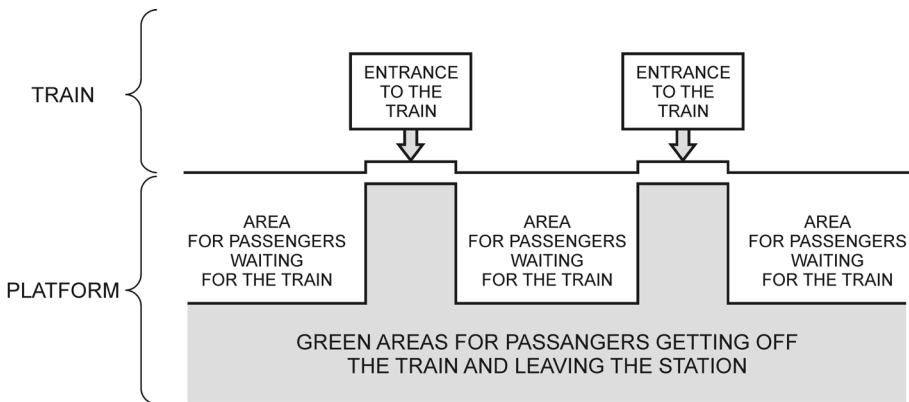 TRAIN
ENTRANCE
TO THE
TRAIN
ENTRANCE
TO THE
TRAIN
PLATFORM
AREA
FOR PASSENGERS
WAITING
FOR THE TRAIN
AREA
FOR PASSENGERS
WAITING
FOR THE TRAIN
AREA
FOR PASSENGERS
WAITING
FOR THE TRAIN
GREEN AREAS FOR PASSANGERS GETTING OFF
THE TRAIN AND LEAVING THE STATION